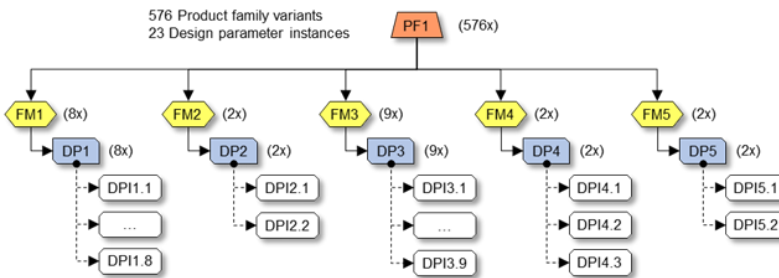 576 Product family variants
23 Design parameter instances
PF1 (576x)
FM1 (8x) FM2 (2x) FM3 (9x) FM4 (2x) FM5 (2x)
DP1 (8x) DP2 (2x) DP3 (9x) DP4 (2x) DP5 (2x)
DPI1.1 DPI2.1 DPI3.1 DPI4.1 DPI5.1
... DPI2.2 ... DPI4.2 DPI5.2
DPI1.8 DPI3.9 DPI4.3